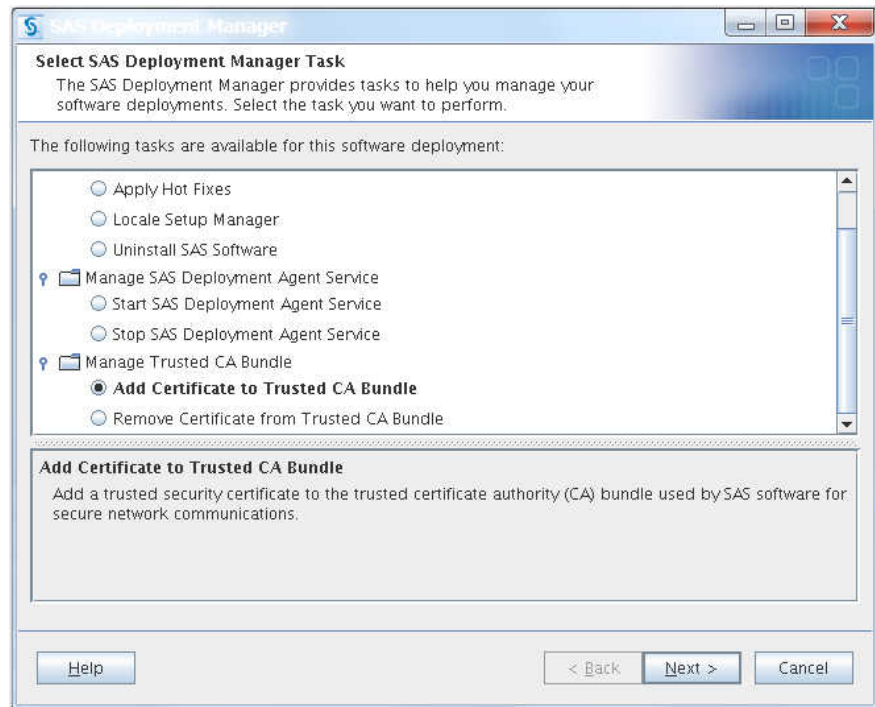 SAS Deployment Manager
Select SAS Deployment Manager Task
The SAS Deployment Manager provides tasks to help you manage your
software deployments. Select the task you want to perform.
The following tasks are available for this software deployment:
Apply Hot Fixes
Locale Setup Manager
Uninstall SAS Software
Manage SAS Deployment Agent Service
Start SAS Deployment Agent Service
Stop SAS Deployment Agent Service
Manage Trusted CA Bundle
Add Certificate to Trusted CA Bundle
Remove Certificate from Trusted CA Bundle
Add Certificate to Trusted CA Bundle
Add a trusted security certificate to the trusted certificate authority (CA) bundle used by SAS software for
secure network communications.
Help
< Back
Next >
Cancel